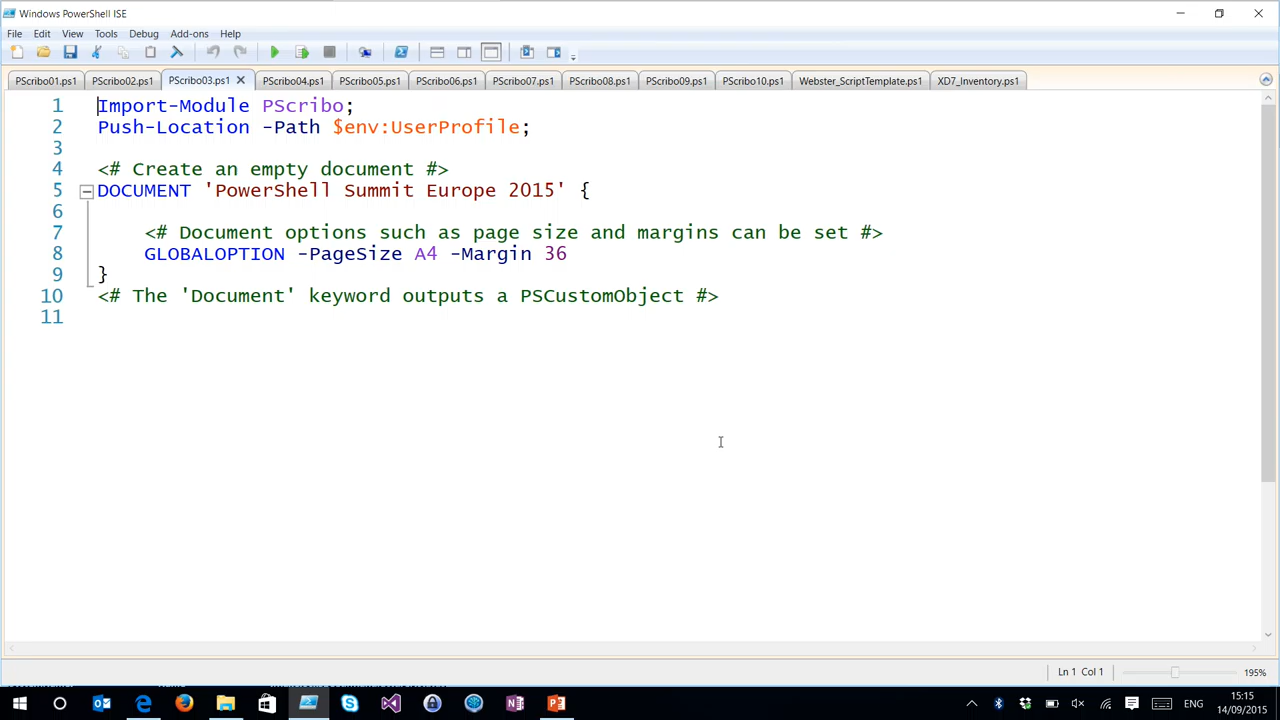 Windows PowerShell ISE
File Edit View Tools Debug Add-ons Help
PScribo01.ps1 PScribo02.ps1 PScribo03.ps1 PScribo04.ps1 PScribo05.ps1 PScribo06.ps1 PScribo07.ps1 PScribo08.ps1 PScribo09.ps1 PScribo10.ps1 Webster_ScriptTemplate.ps1 XD7_Inventory.ps1
1 Import-Module PScribo;
2 Push-Location -Path $env:UserProfile;
3
4 <# Create an empty document #>
5 DOCUMENT 'PowerShell Summit Europe 2015' {
6
7 <# Document options such as page size and margins can be set #>
8 GLOBALOPTION -PageSize A4 -Margin 36
9 }
10 <# The 'Document' keyword outputs a PSCustomObject #>
11
Ln 1 Col 1 195%
ENG 15:15
14/09/2015